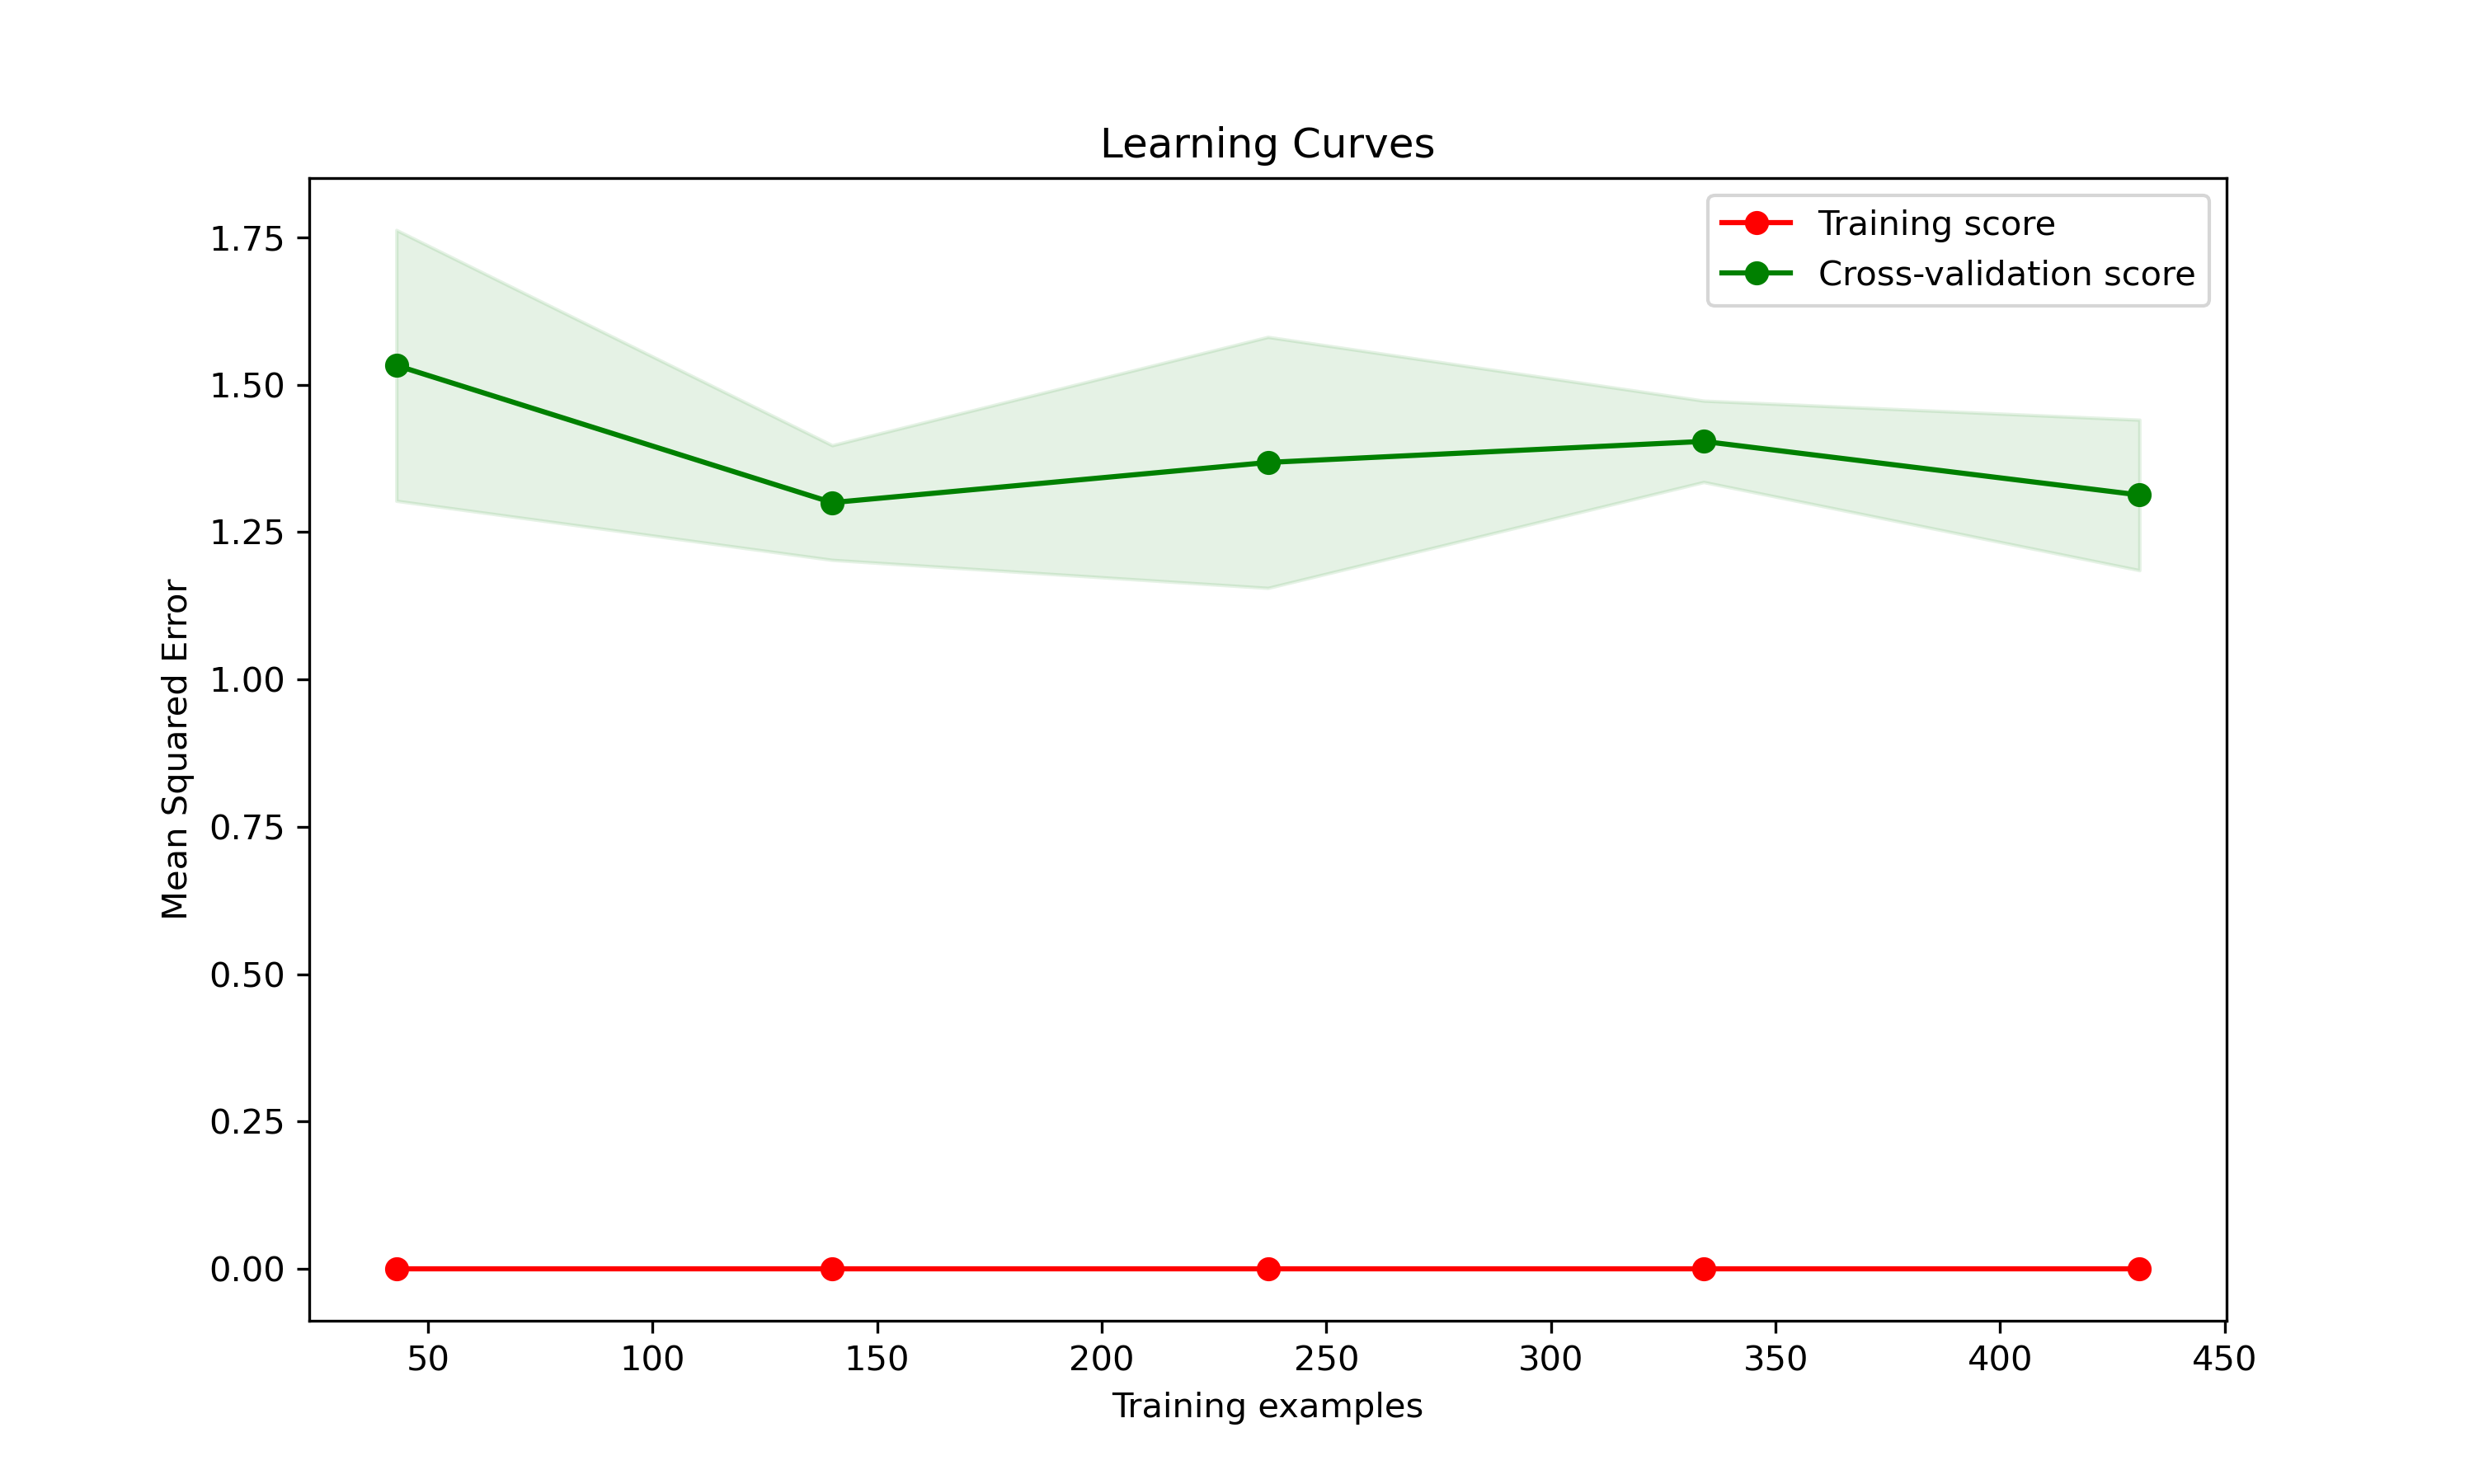 Learning Curves
Training score
Cross-validation score
Mean Squared Error
1.75
1.50
1.25
1.00
0.75
0.50
0.25
0.00
50 100 150 200 250 300 350 400 450
Training examples